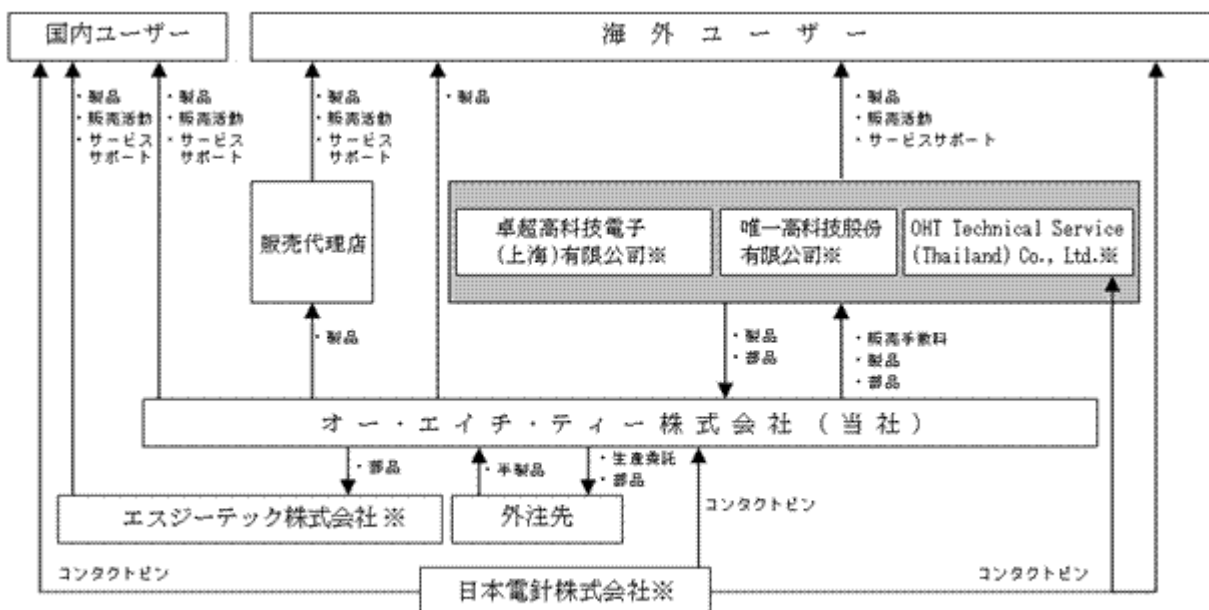 国内ユーザー
海外ユーザー
・製品
・販売活動
・サービス
サポート
・製品
・販売活動
・サービス
サポート
・製品
・販売活動
・サービス
サポート
・製品
・製品
・販売活動
・サービスサポート
販売代理店
卓超高科技電子
(上海)有限公司※
唯一高科技股份
有限公司※
OHT Technical Service
(Thailand) Co., Ltd.※
・製品
・製品
・部品
・販売手数料
・製品
・部品
オー・エイチ・ティー株式会社(当社)
・部品
・半製品
・生産委託
・部品
コンタクトピン
エスジーテック株式会社※
外注先
コンタクトピン
日本電針株式会社※
コンタクトピン